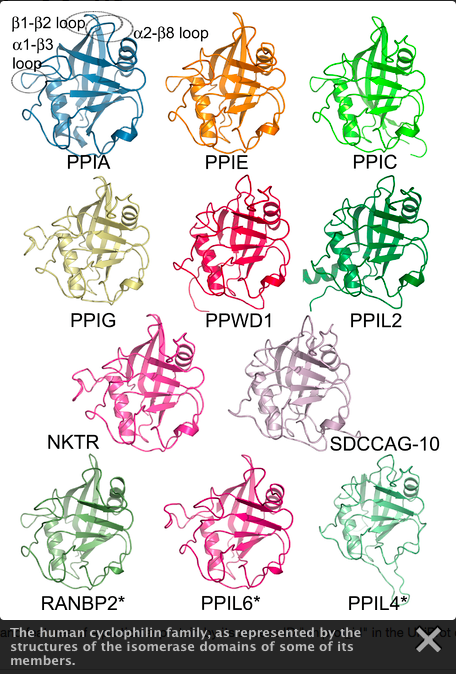 β1-β2 loop
α2-β8 loop
α1-β3
loop
PPIA
PPIE
PPIC
PPIG
PPWD1
PPIL2
NKTR
SDCCAG-10
RANBP2*
PPIL6*
PPIL4*
The human cyclophilin family, as represented by the
structures of the isomerase domains of some of its
members.
in the